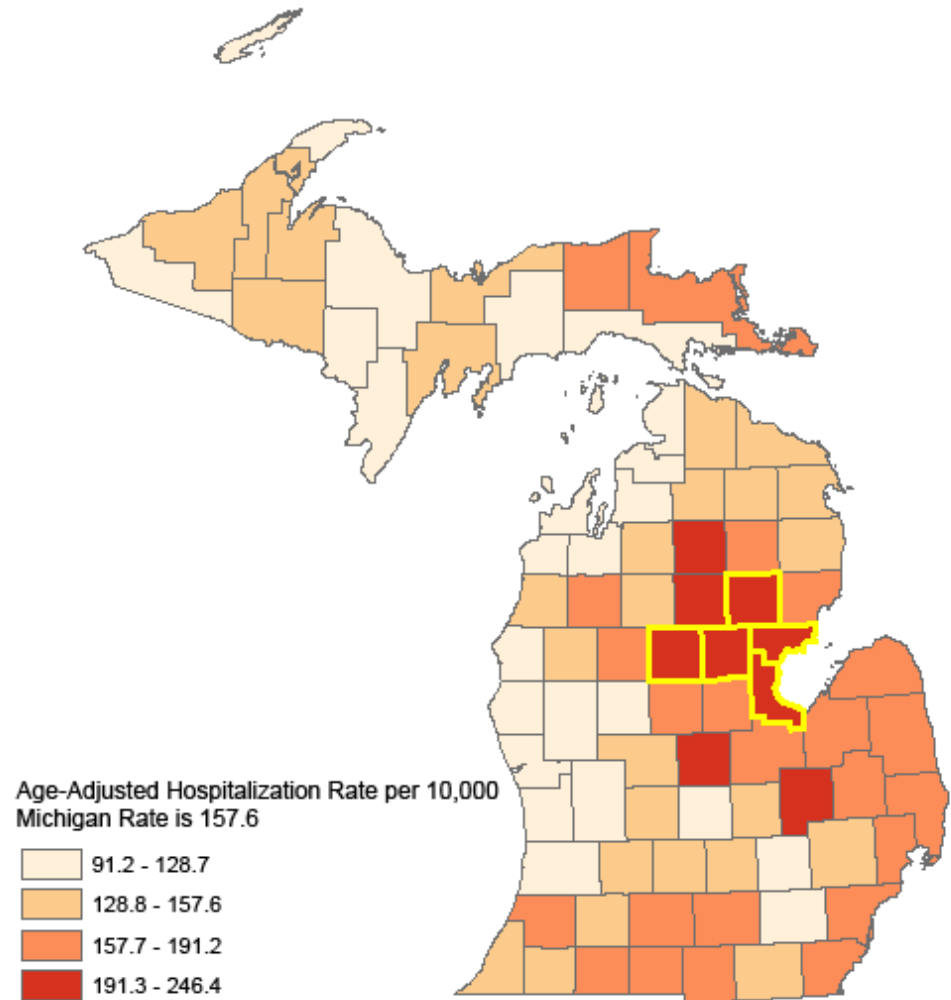 Age-Adjusted Hospitalization Rate per 10,000
Michigan Rate is 157.6
91.2 - 128.7
128.8 - 157.6
157.7 - 191.2
191.3 - 246.4